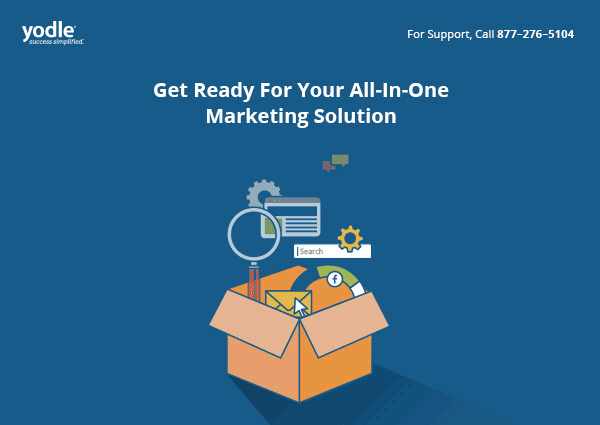 yodle
success simplified.
For Support, Call 877-276-5104
Get Ready For Your All-In-One
Marketing Solution
Search
f